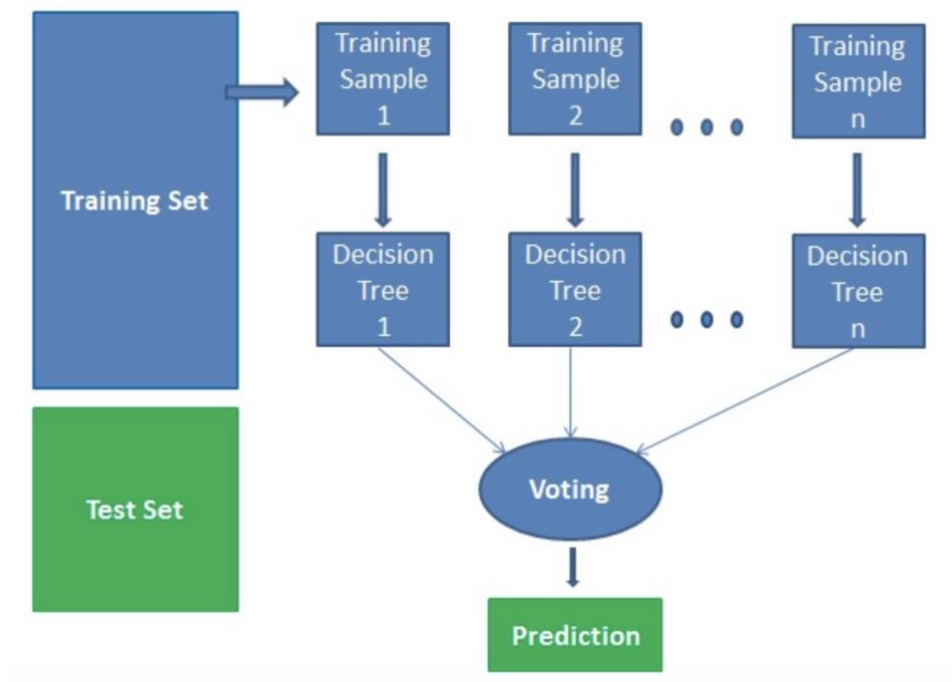 Training Set
Training
Sample
1
Training
Sample
2
Training
Sample
n
Decision
Tree
1
Decision
Tree
2
Decision
Tree
n
Test Set
Voting
Prediction